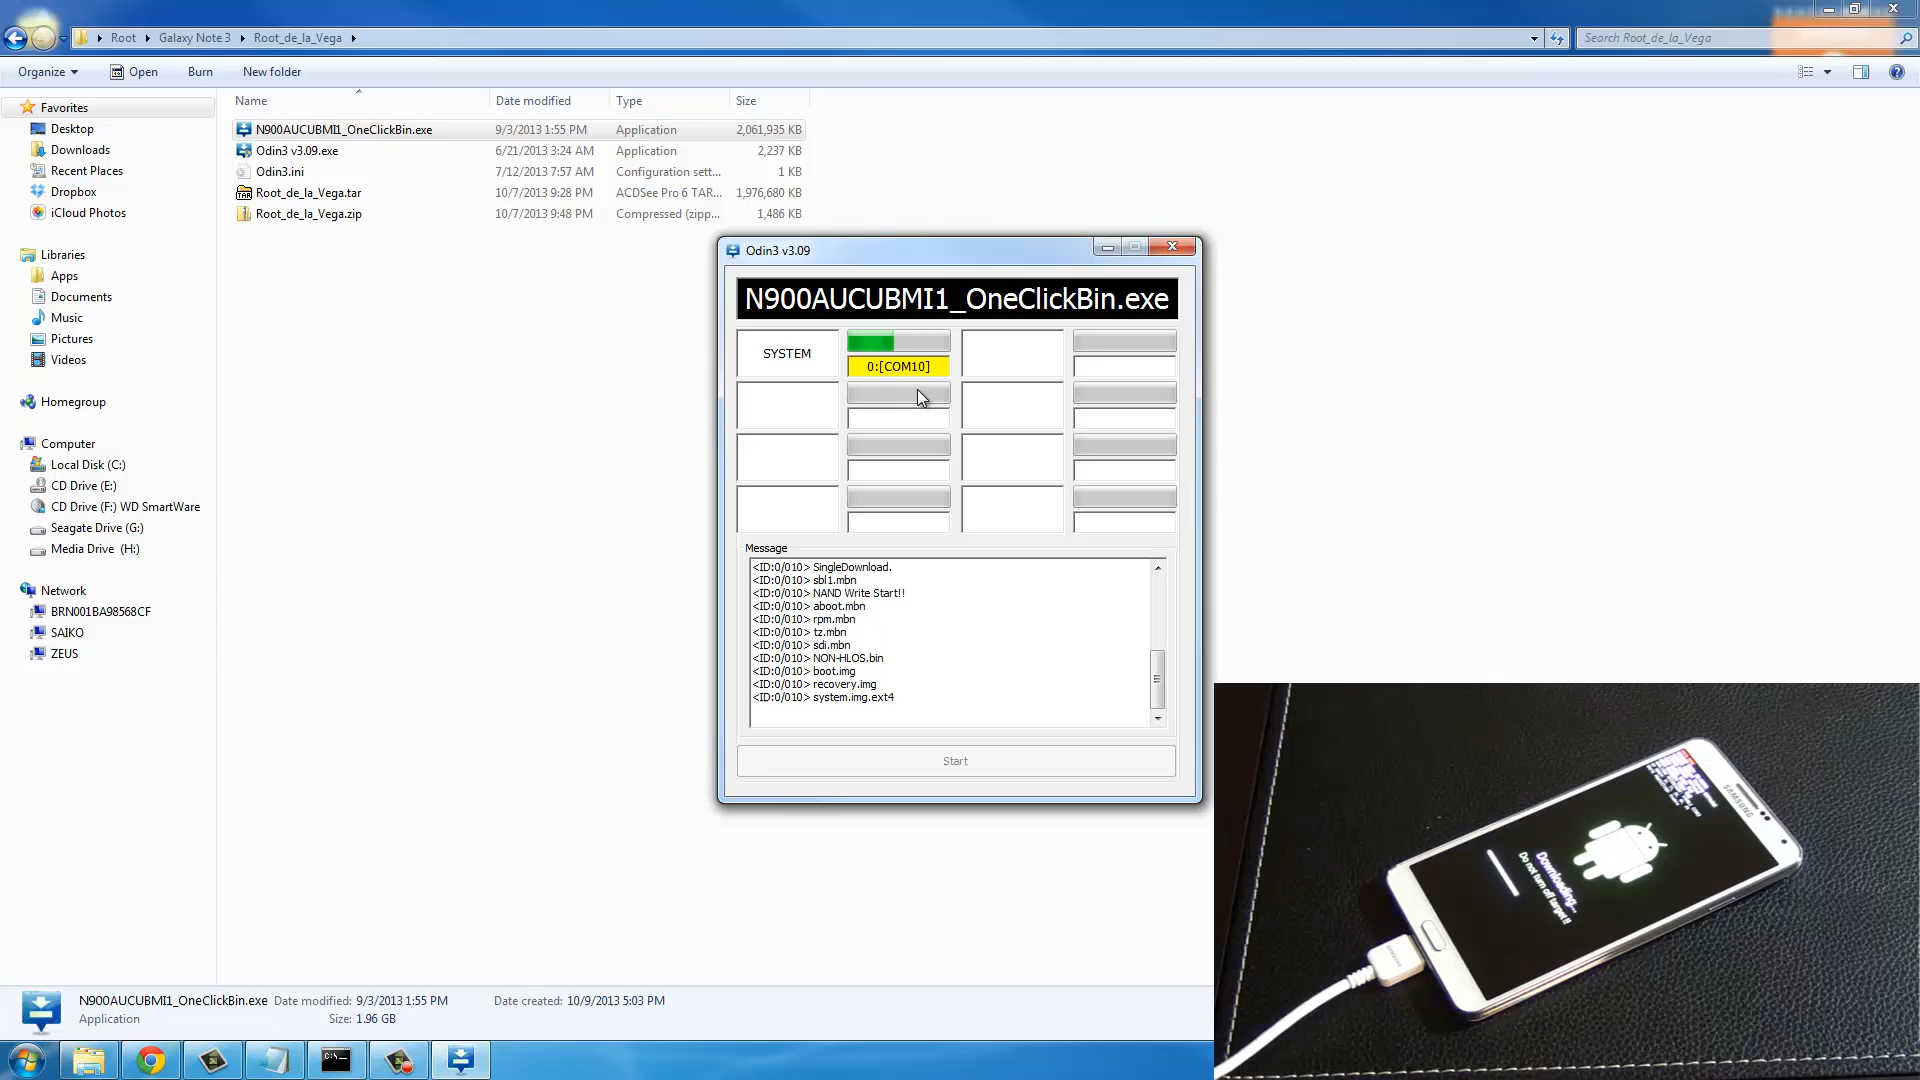 Root
Galaxy Note 3
Root_de_la_Vega
Search Root_de_la_Vega
Organize
Open
Burn
New folder
Name
Date modified
Type
Size
Favorites
Desktop
Downloads
Recent Places
Dropbox
iCloud Photos
Libraries
Apps
Documents
Music
Pictures
Videos
Homegroup
Computer
Local Disk (C:)
CD Drive (E:)
CD Drive (F:) WD SmartWare
Seagate Drive (G:)
Media Drive (H:)
Network
BRN001BA98568CF
SAIKO
ZEUS
N900AUCUBMI1_OneClickBin.exe 9/3/2013 1:55 PM Application 2,061,935 KB
Odin3 v3.09.exe 6/21/2013 3:24 AM Application 2,237 KB
Odin3.ini 7/12/2013 7:57 AM Configuration sett... 1 KB
Root_de_la_Vega.tar 10/7/2013 9:28 PM ACDSee Pro 6 TAR... 1,976,680 KB
Root_de_la_Vega.zip 10/7/2013 9:48 PM Compressed (zipp... 1,486 KB
Odin3 v3.09
N900AUCUBMI1_OneClickBin.exe
SYSTEM
0:[COM10]
Message
<ID:0/010> SingleDownload.
<ID:0/010> sbl1.mbn
<ID:0/010> NAND Write Start!!
<ID:0/010> aboot.mbn
<ID:0/010> rpm.mbn
<ID:0/010> tz.mbn
<ID:0/010> sdi.mbn
<ID:0/010> NON-HLOS.bin
<ID:0/010> boot.img
<ID:0/010> recovery.img
<ID:0/010> system.img.ext4
Start
SAMSUNG
Downloading...
Do not turn off target!!
SAMSUNG
N900AUCUBMI1_OneClickBin.exe Date modified: 9/3/2013 1:55 PM Date created: 10/9/2013 5:03 PM
Application Size: 1.96 GB